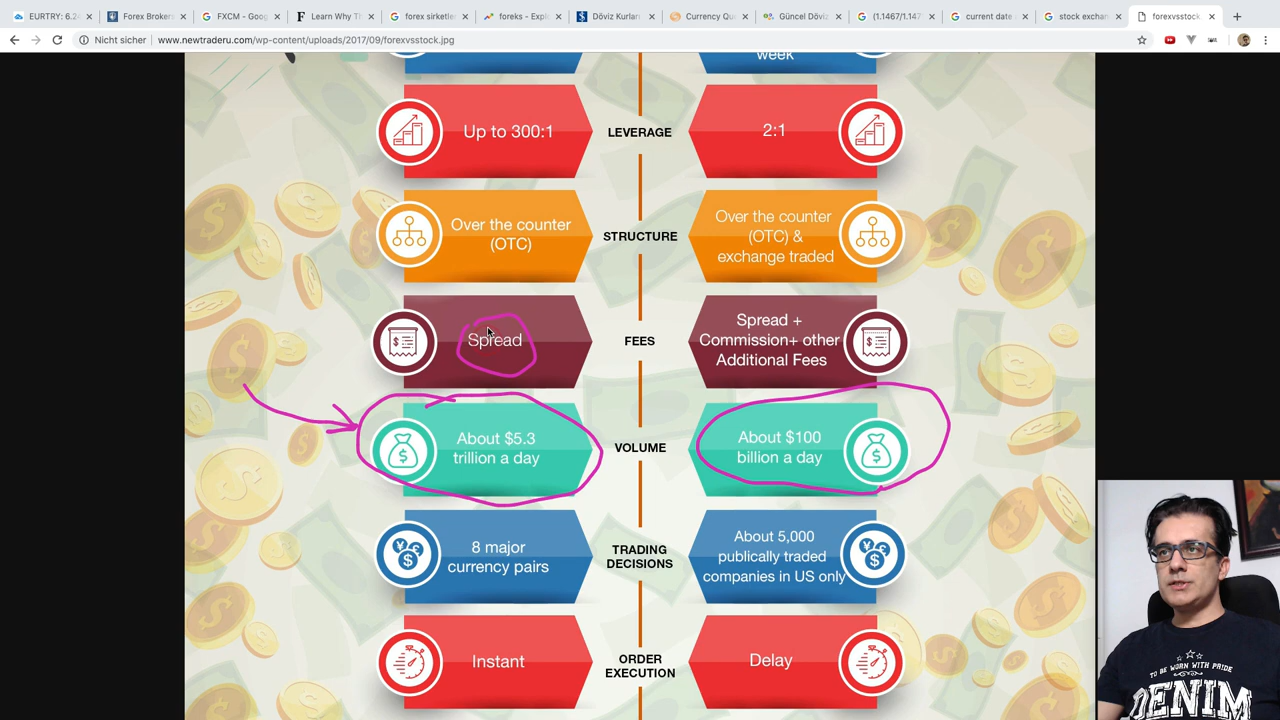 EURTRY: 6.24
Forex Broker
FXCM - Goog
Learn Why Th
forex sirketle
foreks - Explo
Döviz Kurları
Currency Quo
Güncel Döviz
(1.1467/1.147
current date
stock exchan
forexvsstock.
Nicht sicher | www.newtraderu.com/wp-content/uploads/2017/09/forexvsstock.jpg
week
Up to 300:1
LEVERAGE
2:1
Over the counter
(OTC)
STRUCTURE
Over the counter
(OTC) &
exchange traded
Spread
FEES
Spread +
Commission+ other
Additional Fees
About $5.3
trillion a day
VOLUME
About $100
billion a day
8 major
currency pairs
TRADING
DECISIONS
About 5,000
publically traded
companies in US only
Instant
ORDER
EXECUTION
Delay
TO BE WORN WITH PRIDE
DENIM